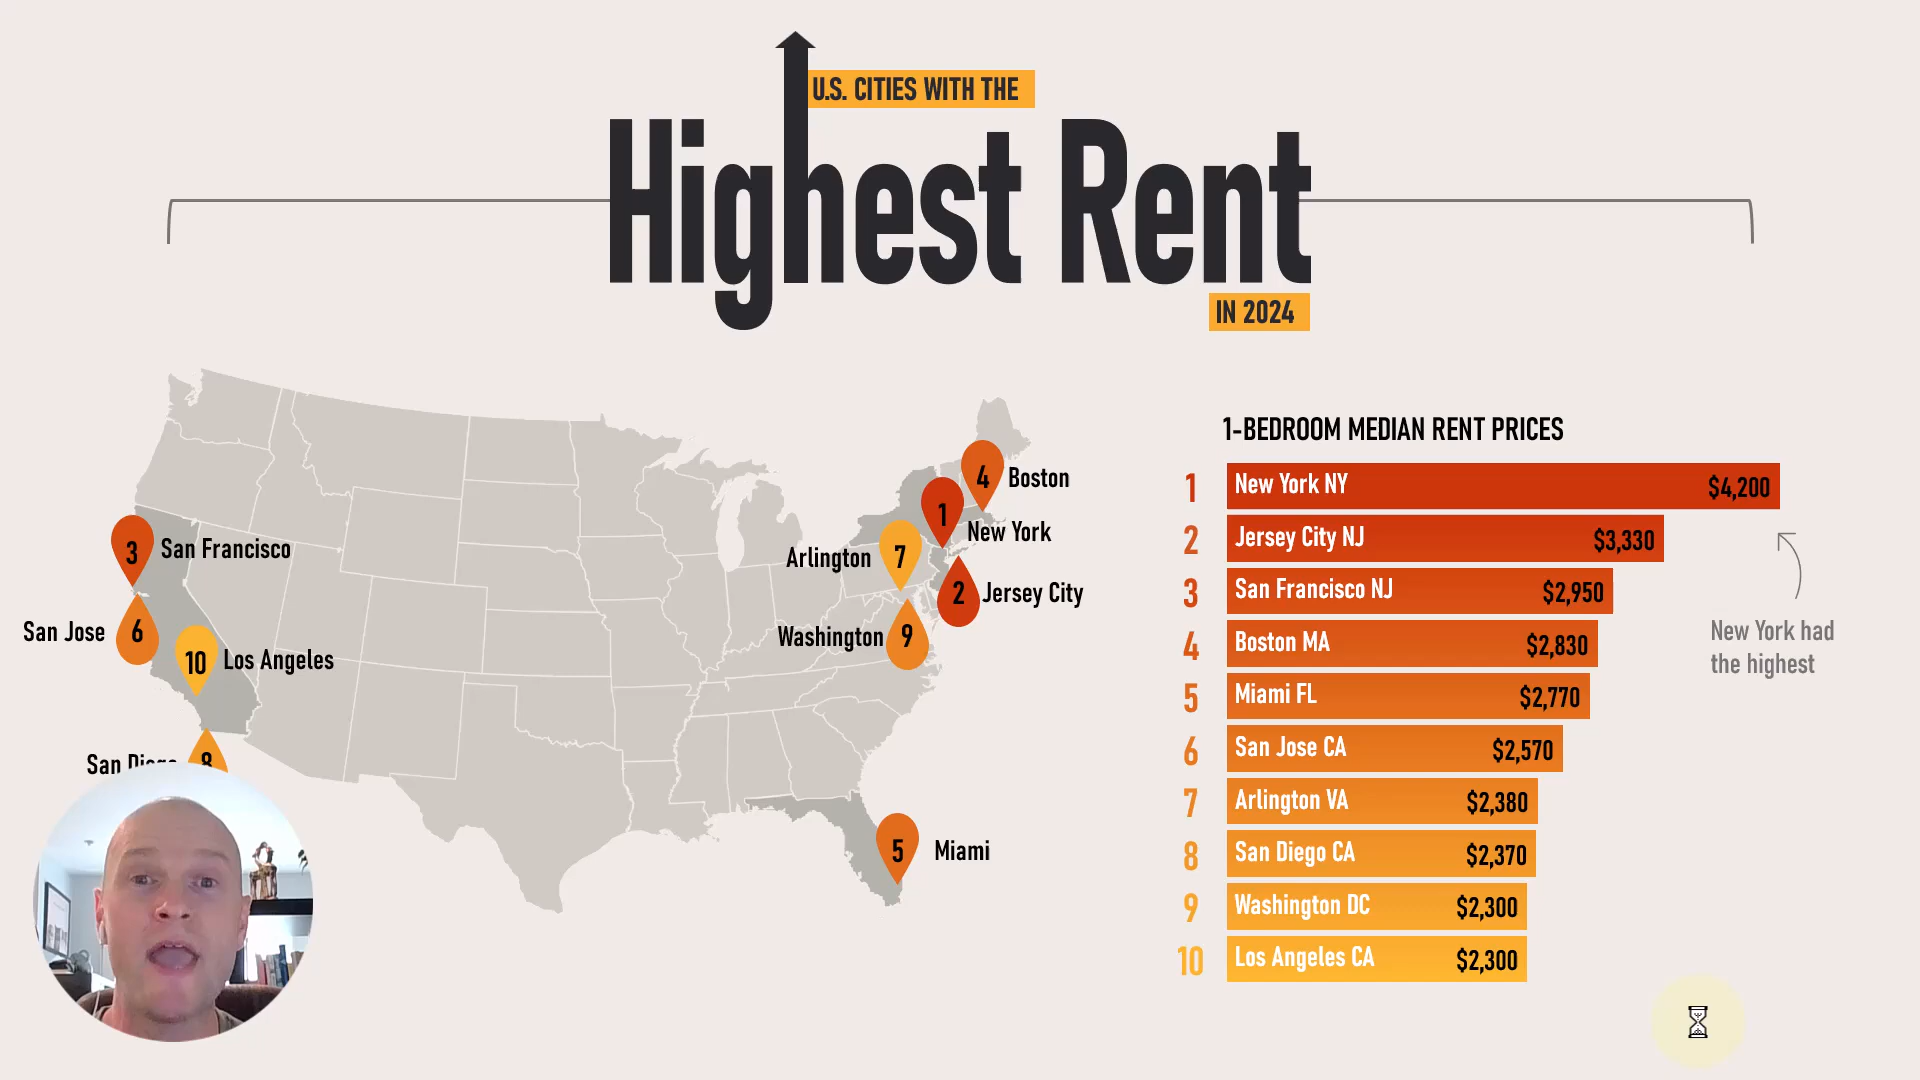 U.S. CITIES WITH THE
Highest Rent
IN 2024
4 Boston
1 New York
Arlington 7
2 Jersey City
Washington 9
3 San Francisco
San Jose 6
10 Los Angeles
San Diego 8
5 Miami
1-BEDROOM MEDIAN RENT PRICES
1 New York NY $4,200
2 Jersey City NJ $3,330
3 San Francisco NJ $2,950
4 Boston MA $2,830
5 Miami FL $2,770
6 San Jose CA $2,570
7 Arlington VA $2,380
8 San Diego CA $2,370
9 Washington DC $2,300
10 Los Angeles CA $2,300
New York had
the highest